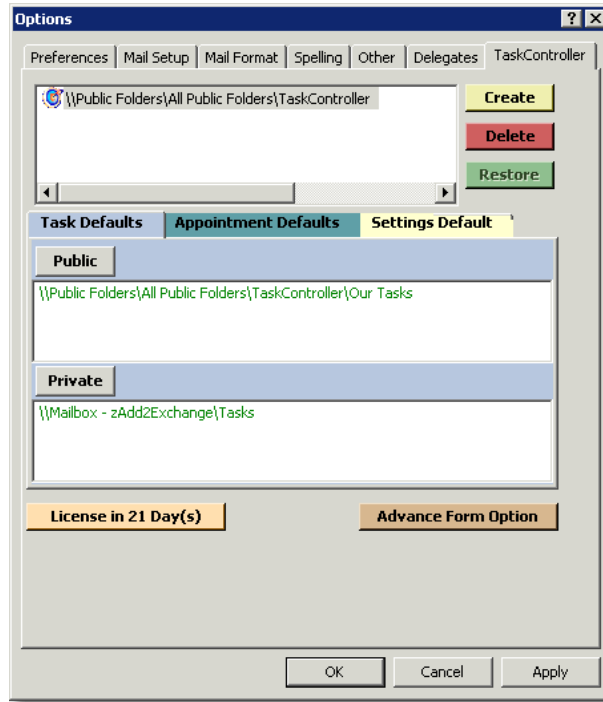 Options
Preferences Mail Setup Mail Format Spelling Other Delegates TaskController
\\Public Folders\All Public Folders\TaskController
Create
Delete
Restore
Task Defaults Appointment Defaults Settings Default
Public
\\Public Folders\All Public Folders\TaskController\Our Tasks
Private
\\Mailbox - zAdd2Exchange\Tasks
License in 21 Day(s) Advance Form Option
OK Cancel Apply